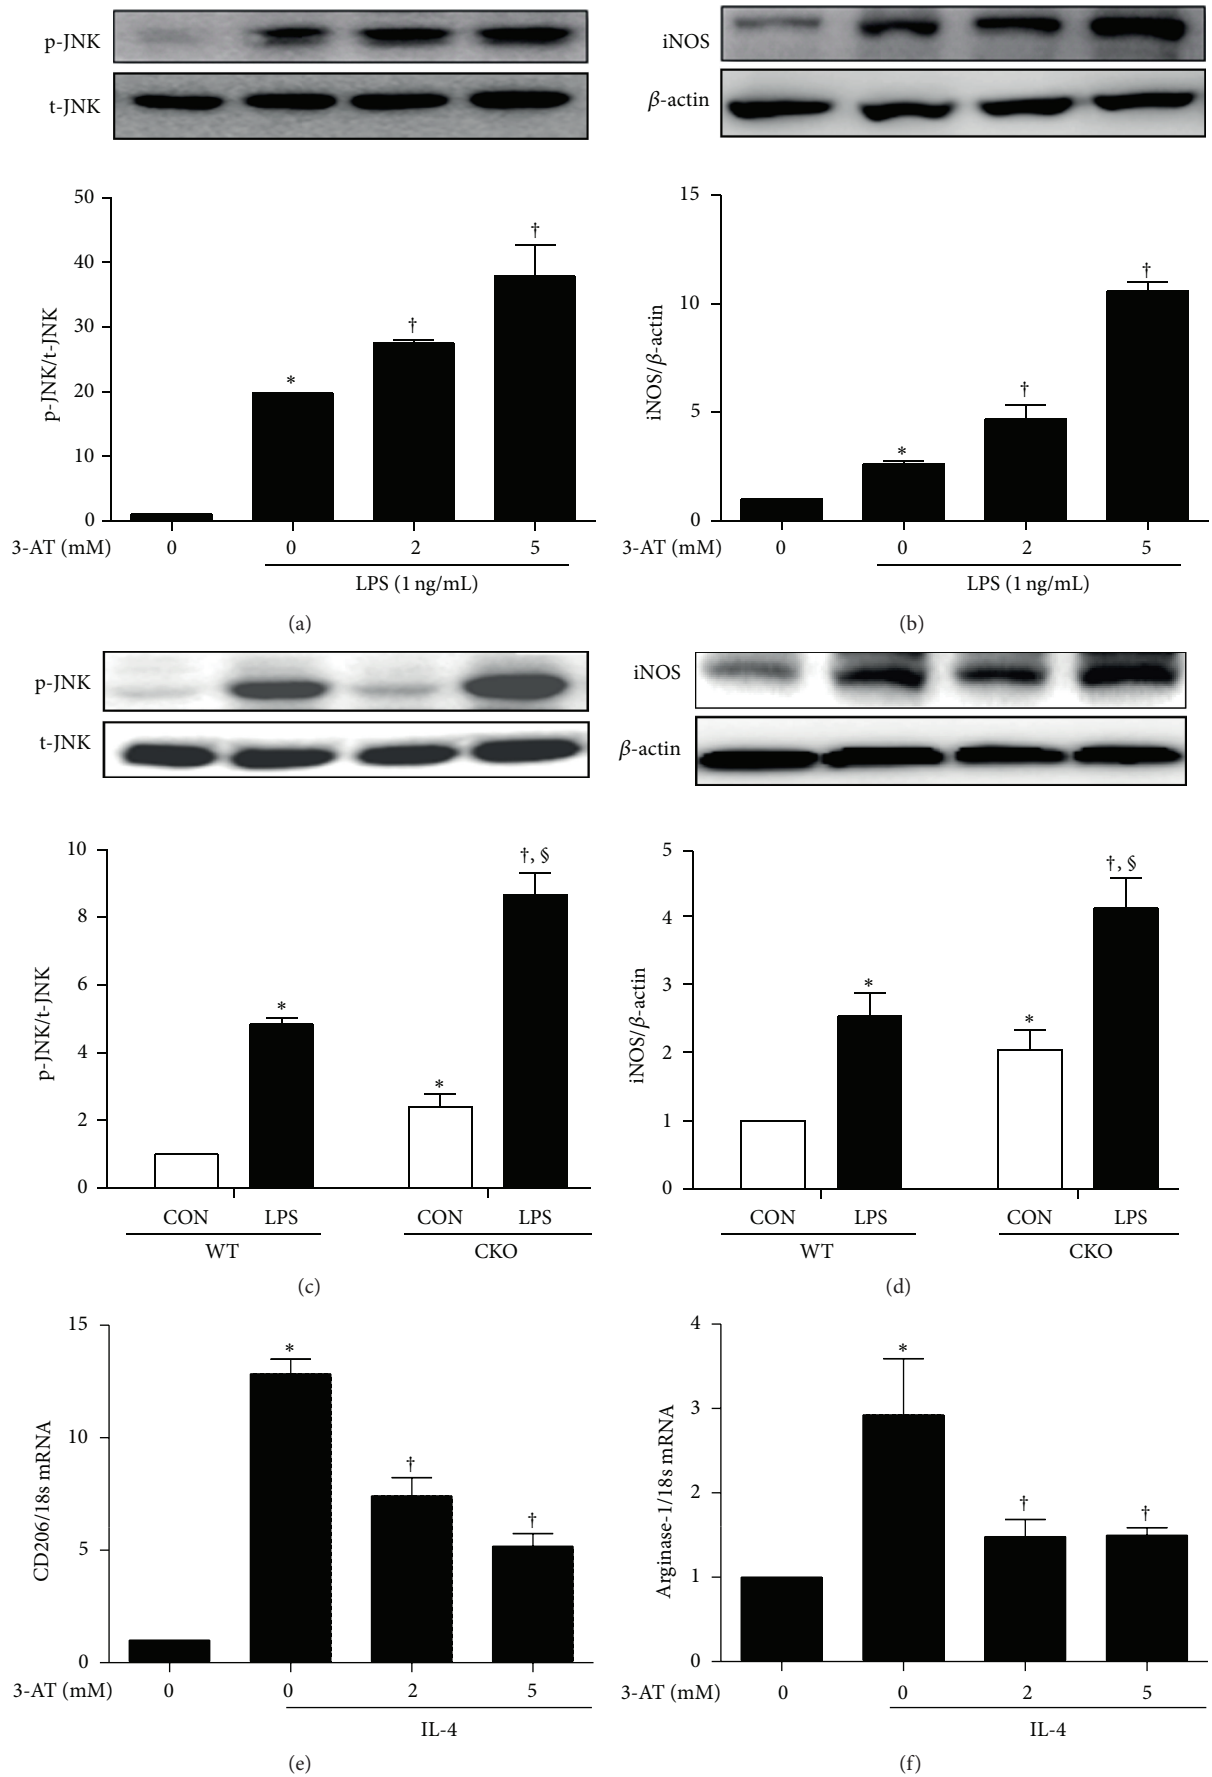 p-JNK
t-JNK
50
40
30
20
10
0
p-JNK/t-JNK
*
†
†
3-AT (mM) 0 0 2 5
LPS (1 ng/mL)
(a)
iNOS
β-actin
15
10
5
0
iNOS/β-actin
*
†
†
3-AT (mM) 0 0 2 5
LPS (1 ng/mL)
(b)
p-JNK
t-JNK
10
8
6
4
2
0
p-JNK/t-JNK
*
*
†, §
CON LPS CON LPS
WT CKO
(c)
iNOS
β-actin
5
4
3
2
1
0
iNOS/β-actin
*
*
†, §
CON LPS CON LPS
WT CKO
(d)
15
10
5
0
CD206/18s mRNA
*
†
†
3-AT (mM) 0 0 2 5
IL-4
(e)
4
3
2
1
0
Arginase-1/18s mRNA
*
†
†
3-AT (mM) 0 0 2 5
IL-4
(f)